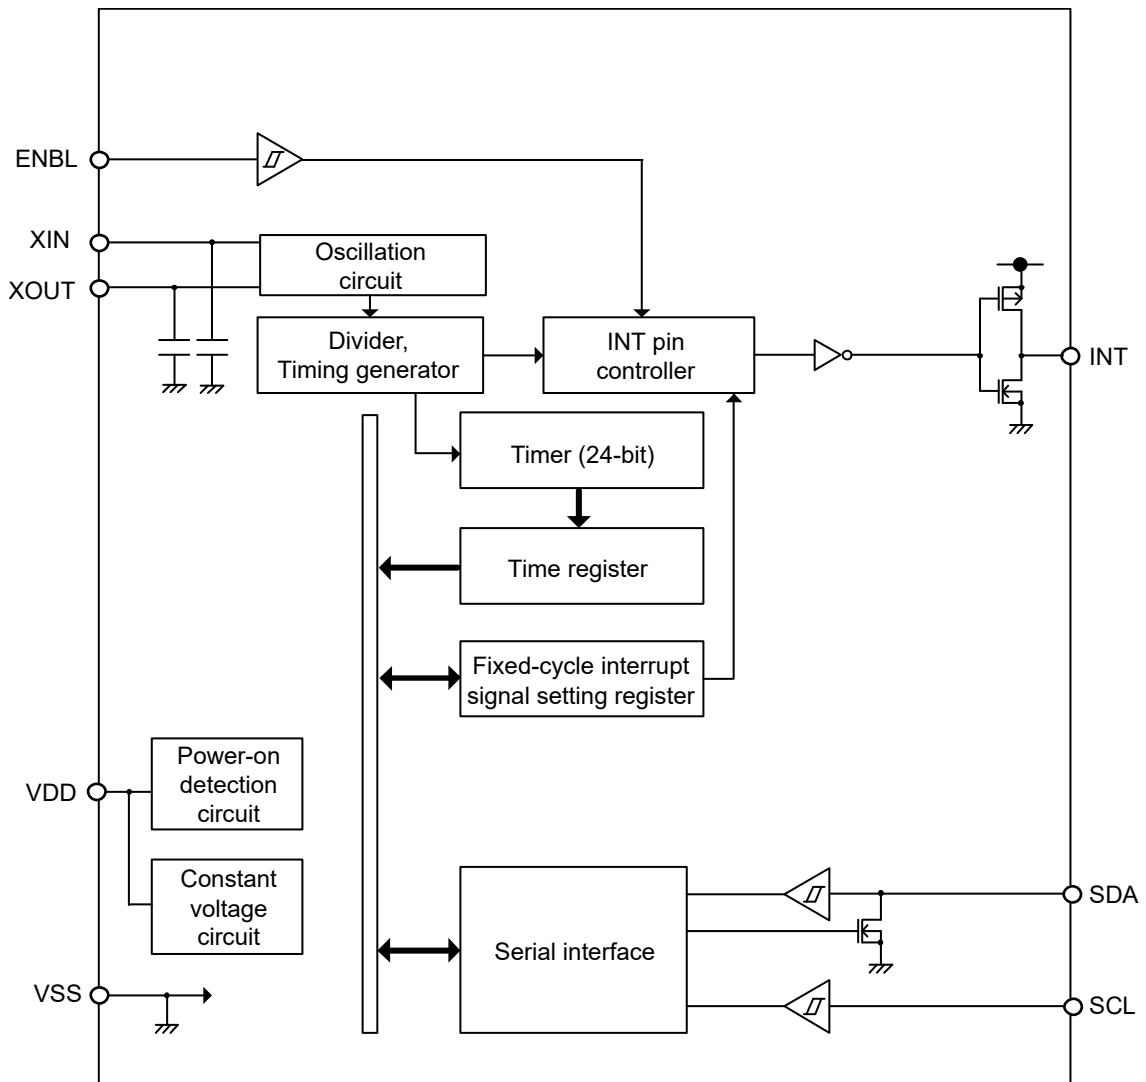 ENBL
XIN
XOUT
Oscillation
circuit
Divider,
Timing generator
INT pin
controller
INT
Timer (24-bit)
Time register
Fixed-cycle interrupt
signal setting register
VDD
Power-on
detection
circuit
Constant
voltage
circuit
VSS
Serial interface
SDA
SCL